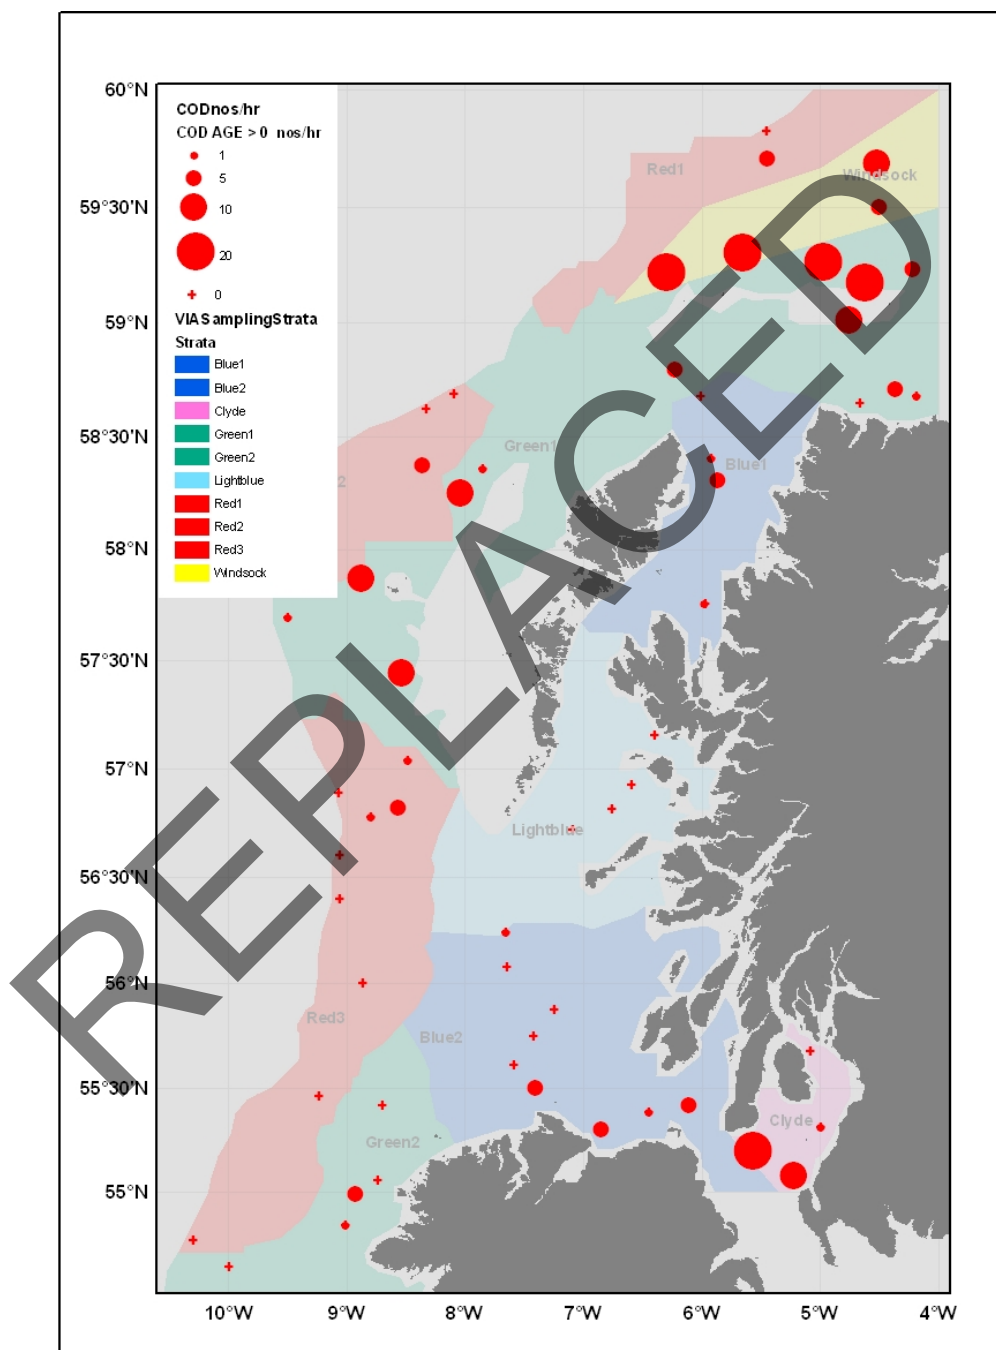 60°N
CODnos/hr
COD AGE > 0 nos/hr
1
5
10
20
0
VIASamplingStrata
Strata
Blue1
Blue2
Clyde
Green1
Green2
Lightblue
Red1
Red2
Red3
Windsock
Red1
Windsock
59°30'N
59°N
58°30'N
Green1
Blue1
2
58°N
57°30'N
57°N
Lightblue
56°30'N
56°N
Red3
Blue2
55°30'N
Clyde
Green2
55°N
10°W
9°W
8°W
7°W
6°W
5°W
4°W
REPLACED